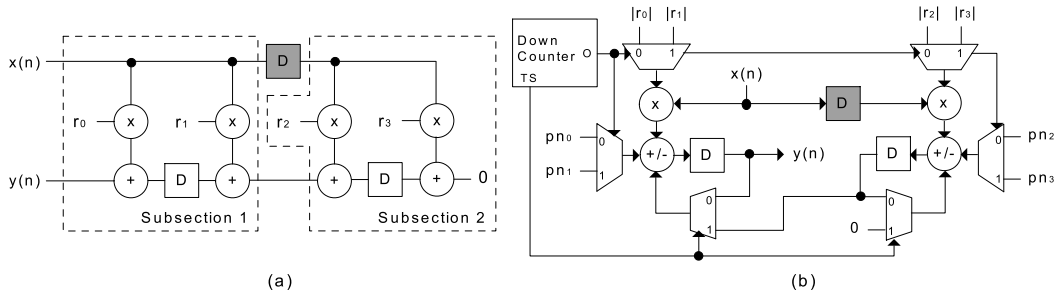 x(n)
D
r₀
x
r₁
x
r₂
x
r₃
x
y(n)
+
D
+
+
D
+
0
Subsection 1
Subsection 2
(a)
|r₀| |r₁|
|r₂| |r₃|
Down
Counter
O
TS
0 1
0 1
x(n)
x
D
x
pn₀
pn₁
0
1
+/-
D
y(n)
D
+/-
0
1
pn₂
pn₃
0
1
0
0
1
(b)